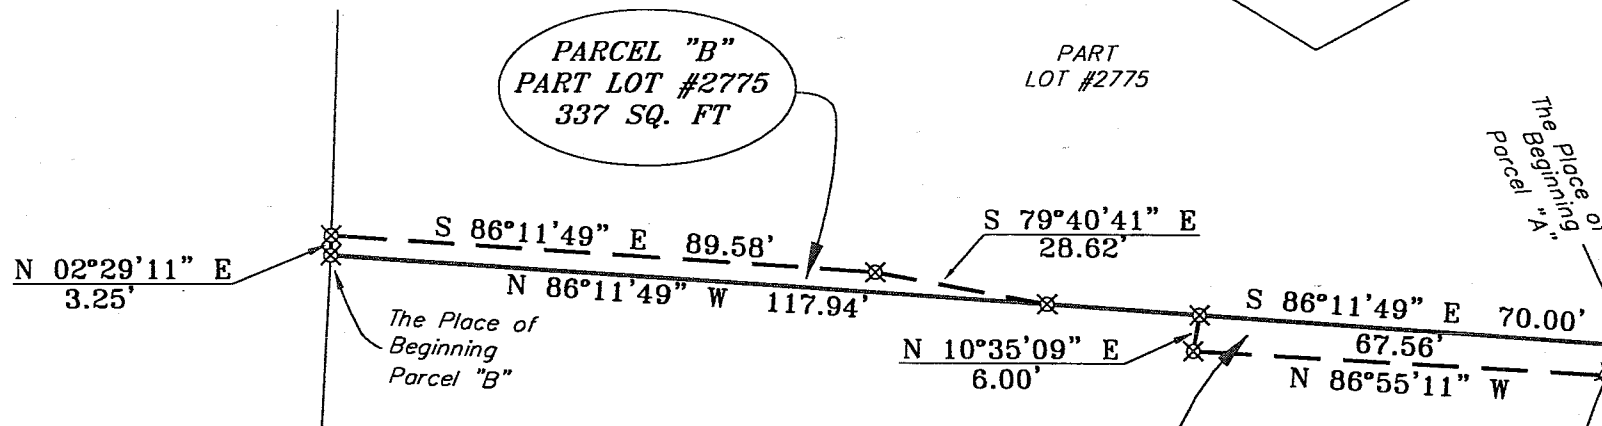 PARCEL "B"
PART LOT #2775
337 SQ. FT
PART
LOT #2775
The Place of
Beginning
Parcel "A"
S 86°11'49" E 89.58'
S 79°40'41" E
28.62'
N 02°29'11" E
3.25'
N 86°11'49" W 117.94'
The Place of
Beginning
Parcel "B"
S 86°11'49" E 70.00'
N 10°35'09" E
6.00'
67.56'
N 86°55'11" W